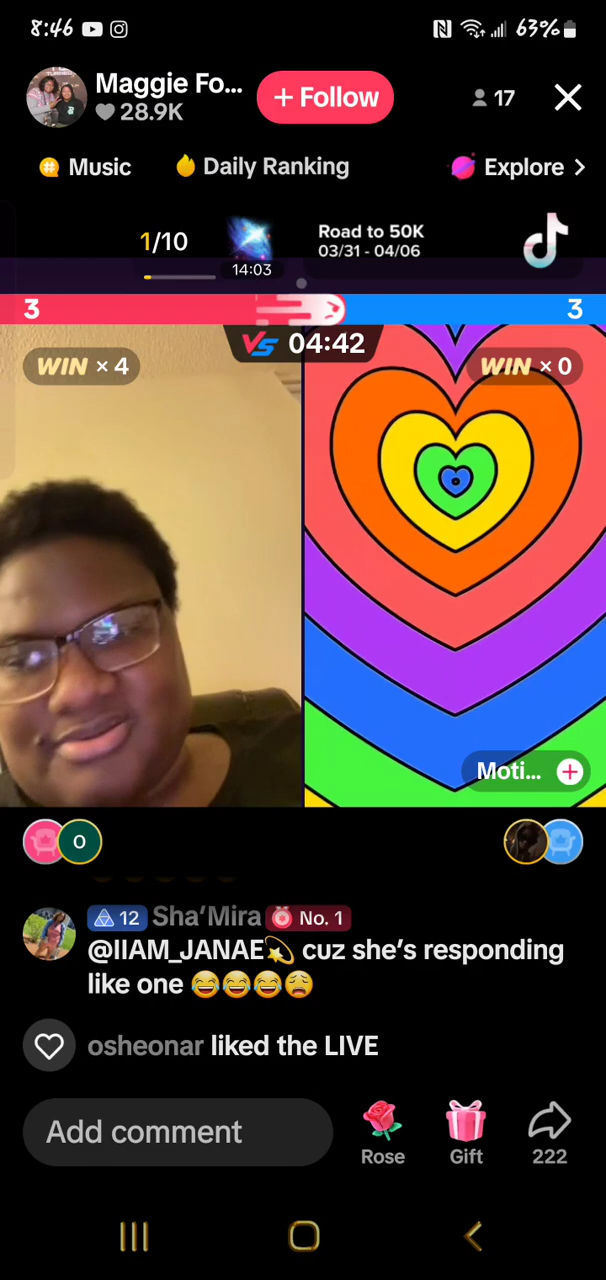 8:46
63%
Maggie Fo...
+ Follow
28.9K
17
Music
Daily Ranking
Explore >
1/10
14:03
Road to 50K
03/31 - 04/06
3
3
VS 04:42
WIN × 4
WIN × 0
Moti...
O
12 Sha’Mira No. 1
@IIAM_JANAE💫 cuz she’s responding
like one 😂😂😂😩
osheonar liked the LIVE
Add comment
Rose
Gift
222